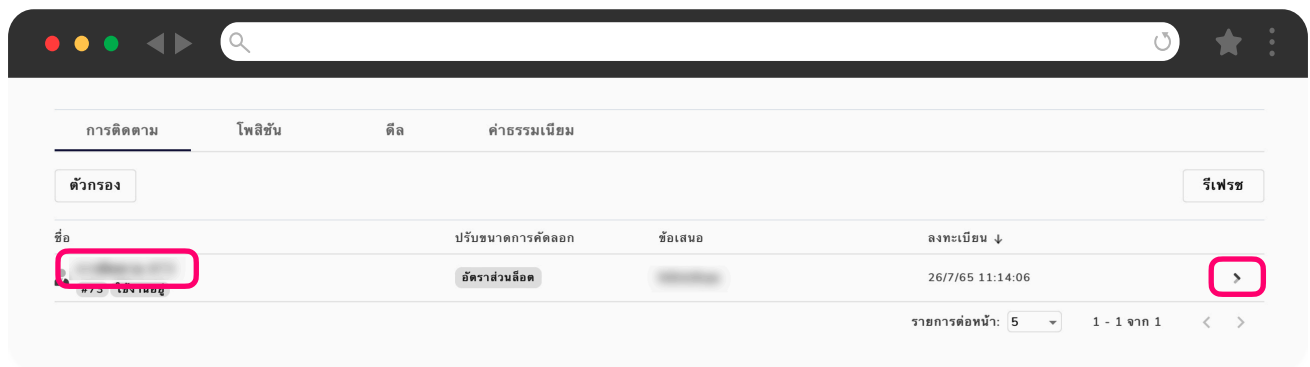 การติดตาม โพสิชัน ดีล ค่าธรรมเนียม
ตัวกรอง รีเฟรช
ชื่อ ปรับขนาดการคัดลอก ข้อเสนอ ลงทะเบียน ↓
อัตราส่วนล็อต 26/7/65 11:14:06
#73 ใช้งานอยู่
รายการต่อหน้า: 5 1 - 1 จาก 1